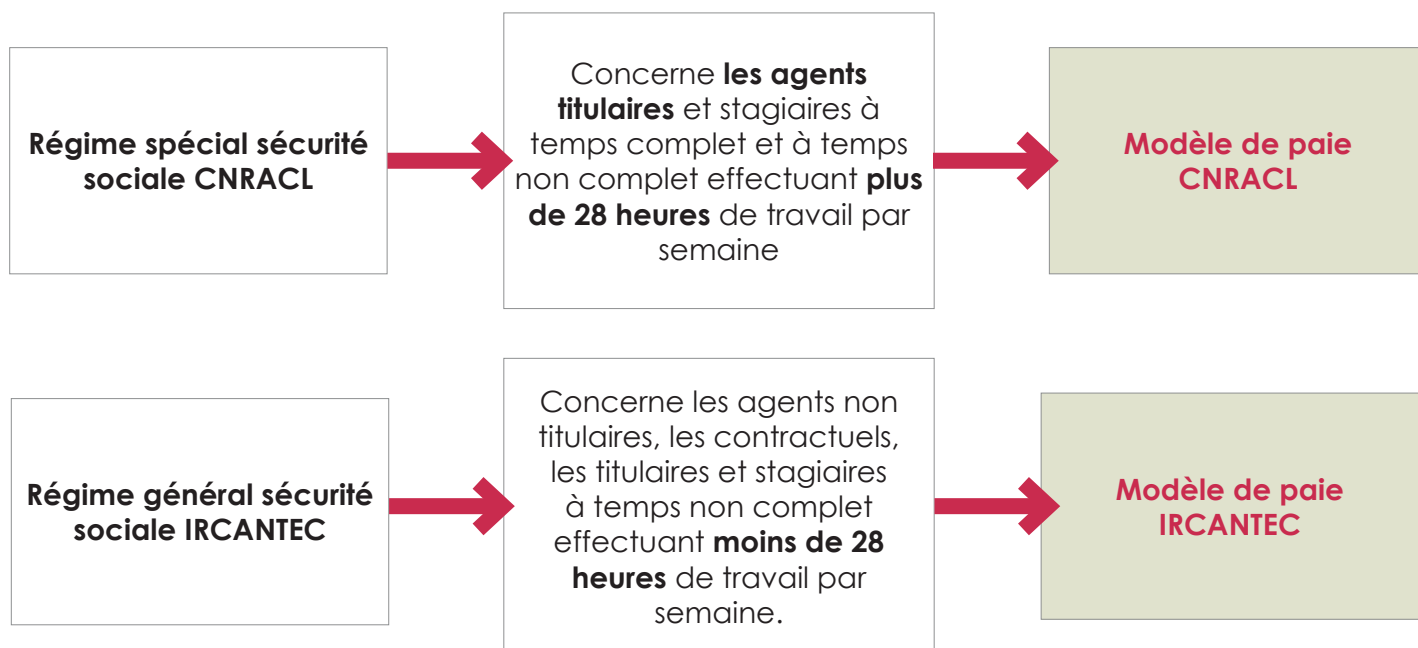 Régime spécial sécurité
sociale CNRACL
Concerne les agents
titulaires et stagiaires à
temps complet et à temps
non complet effectuant plus
de 28 heures de travail par
semaine
Modèle de paie
CNRACL
Régime général sécurité
sociale IRCANTEC
Concerne les agents non
titulaires, les contractuels,
les titulaires et stagiaires
à temps non complet
effectuant moins de 28
heures de travail par
semaine.
Modèle de paie
IRCANTEC